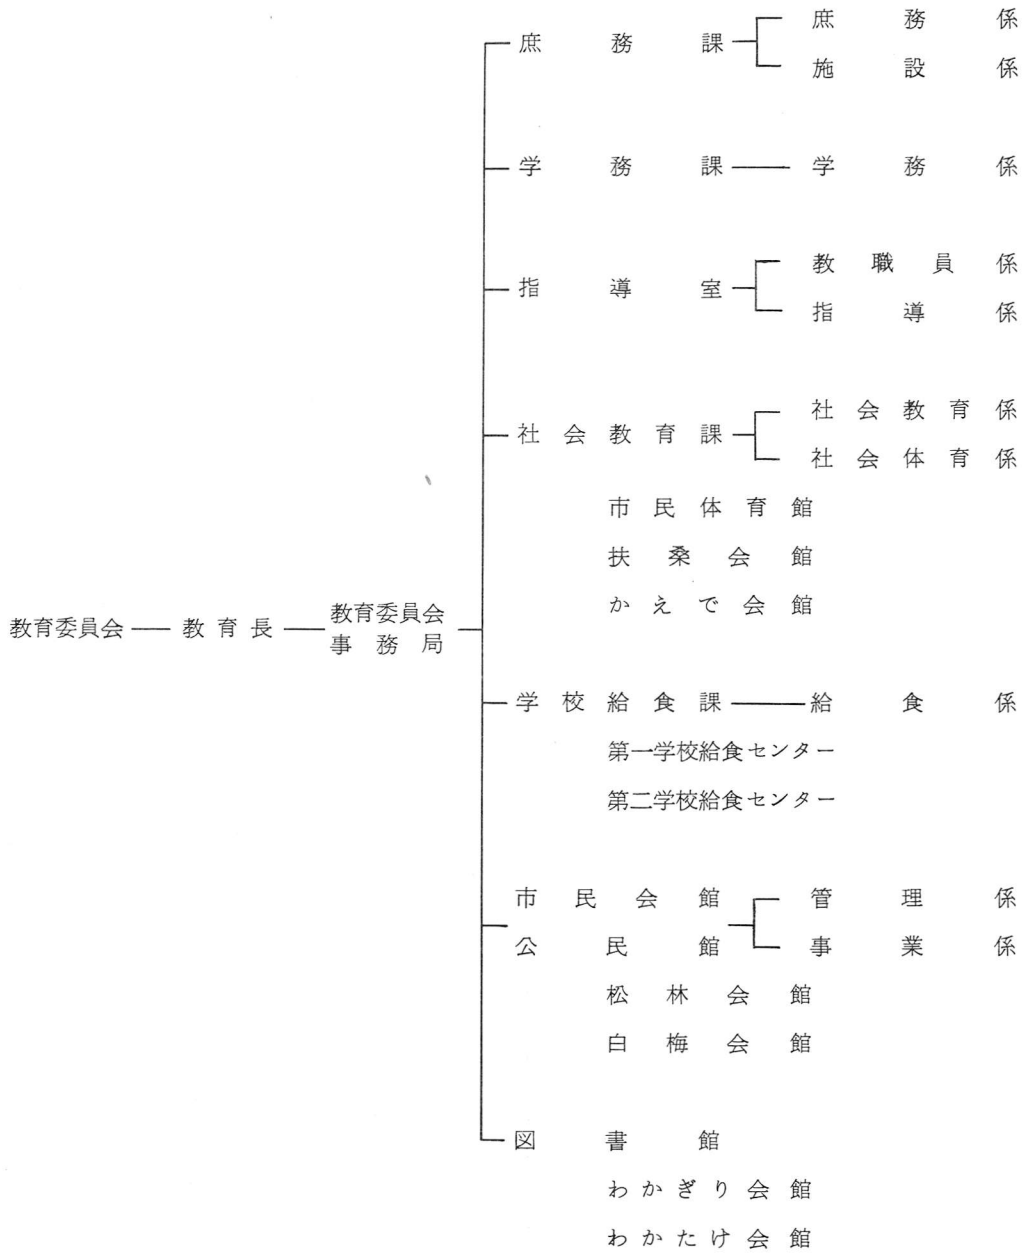 教育委員会
教育長
教育委員会
事務局
庶務課
庶務係
施設係
学務課
学務係
指導室
教職員係
指導係
社会教育課
社会教育係
社会体育係
市民体育館
扶桑会館
かえで会館
学校給食課
給食係
第一学校給食センター
第二学校給食センター
市民会館
公民館
管理係
事業係
松林会館
白梅会館
図書館
わかぎり会館
わかたけ会館